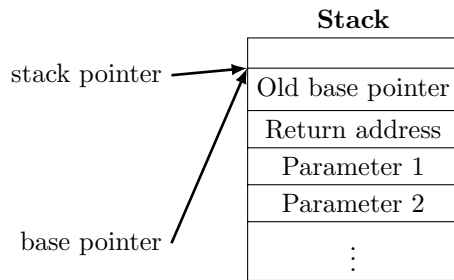 Stack
stack pointer
Old base pointer
Return address
Parameter 1
Parameter 2
base pointer
⋮